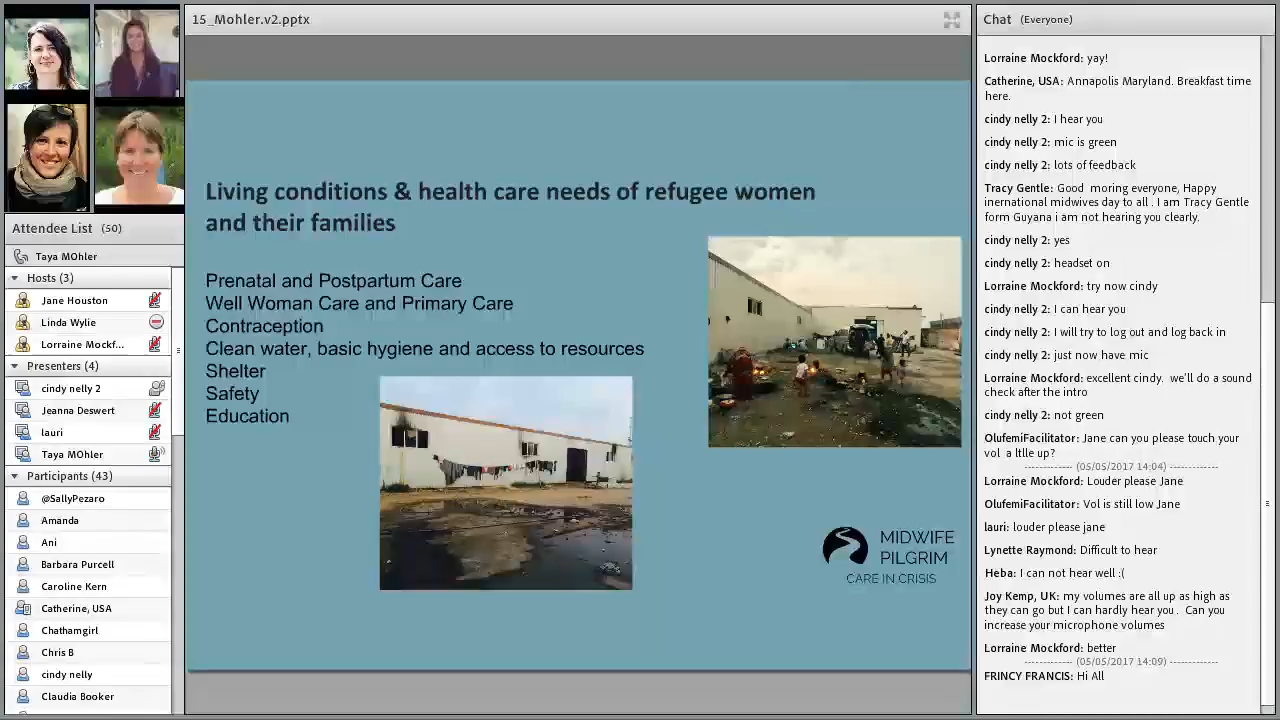 15_Mohler.v2.pptx
Attendee List (50)
Taya MOhler
Hosts (3)
Jane Houston
Linda Wylie
Lorraine Mockf...
Presenters (4)
cindy nelly 2
Jeanna Deswert
lauri
Taya MOhler
Participants (43)
@SallyPezaro
Amanda
Ani
Barbara Purcell
Caroline Kern
Catherine, USA
Chathamgirl
Chris B
cindy nelly
Claudia Booker
Living conditions & health care needs of refugee women
and their families
Prenatal and Postpartum Care
Well Woman Care and Primary Care
Contraception
Clean water, basic hygiene and access to resources
Shelter
Safety
Education
MIDWIFE
PILGRIM
CARE IN CRISIS
Chat (Everyone)
Lorraine Mockford: yay!
Catherine, USA: Annapolis Maryland. Breakfast time
here.
cindy nelly 2: I hear you
cindy nelly 2: mic is green
cindy nelly 2: lots of feedback
Tracy Gentle: Good moring everyone, Happy
inernational midwives day to all . I am Tracy Gentle
form Guyana i am not hearing you clearly.
cindy nelly 2: yes
cindy nelly 2: headset on
Lorraine Mockford: try now cindy
cindy nelly 2: I can hear you
cindy nelly 2: I will try to log out and log back in
cindy nelly 2: just now have mic
Lorraine Mockford: excellent cindy. we'll do a sound
check after the intro
cindy nelly 2: not green
OlufemiFacilitator: Jane can you please touch your
vol a ltlle up?
------------- (05/05/2017 14:04) -------------
Lorraine Mockford: Louder please Jane
OlufemiFacilitator: Vol is still low Jane
lauri: louder please jane
Lynette Raymond: Difficult to hear
Heba: I can not hear well :(
Joy Kemp, UK: my volumes are all up as high as
they can go but I can hardly hear you . Can you
increase your microphone volumes
Lorraine Mockford: better
------------- (05/05/2017 14:09) -------------
FRINCY FRANCIS: Hi All